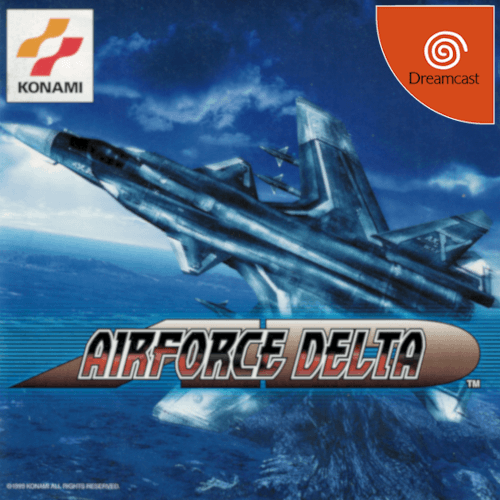 KONAMI
Dreamcast
AIRFORCE DELTA
TM
©1999 KONAMI ALL RIGHTS RESERVED.